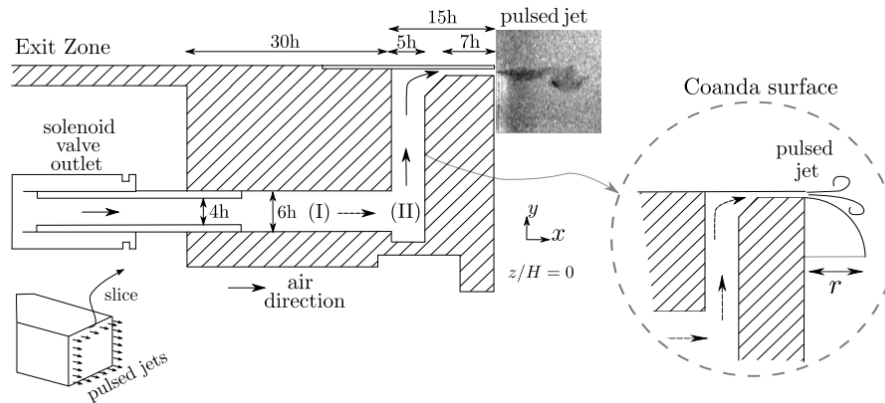 15h
pulsed jet
Exit Zone
30h
5h
7h
Coanda surface
solenoid
valve
outlet
pulsed
jet
4h
6h
(I)
(II)
y
x
z/H = 0
air
direction
slice
r
pulsed jets